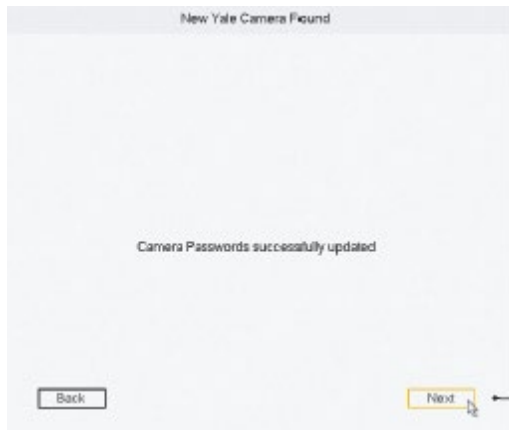 New Yale Camera Found
Camera Passwords successfully updated
Back
Next